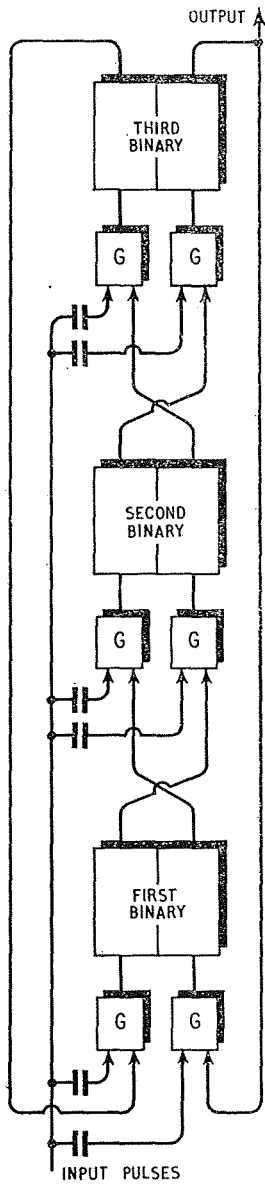 OUTPUT
THIRD
BINARY
G G
SECOND
BINARY
G G
FIRST
BINARY
G G
INPUT PULSES